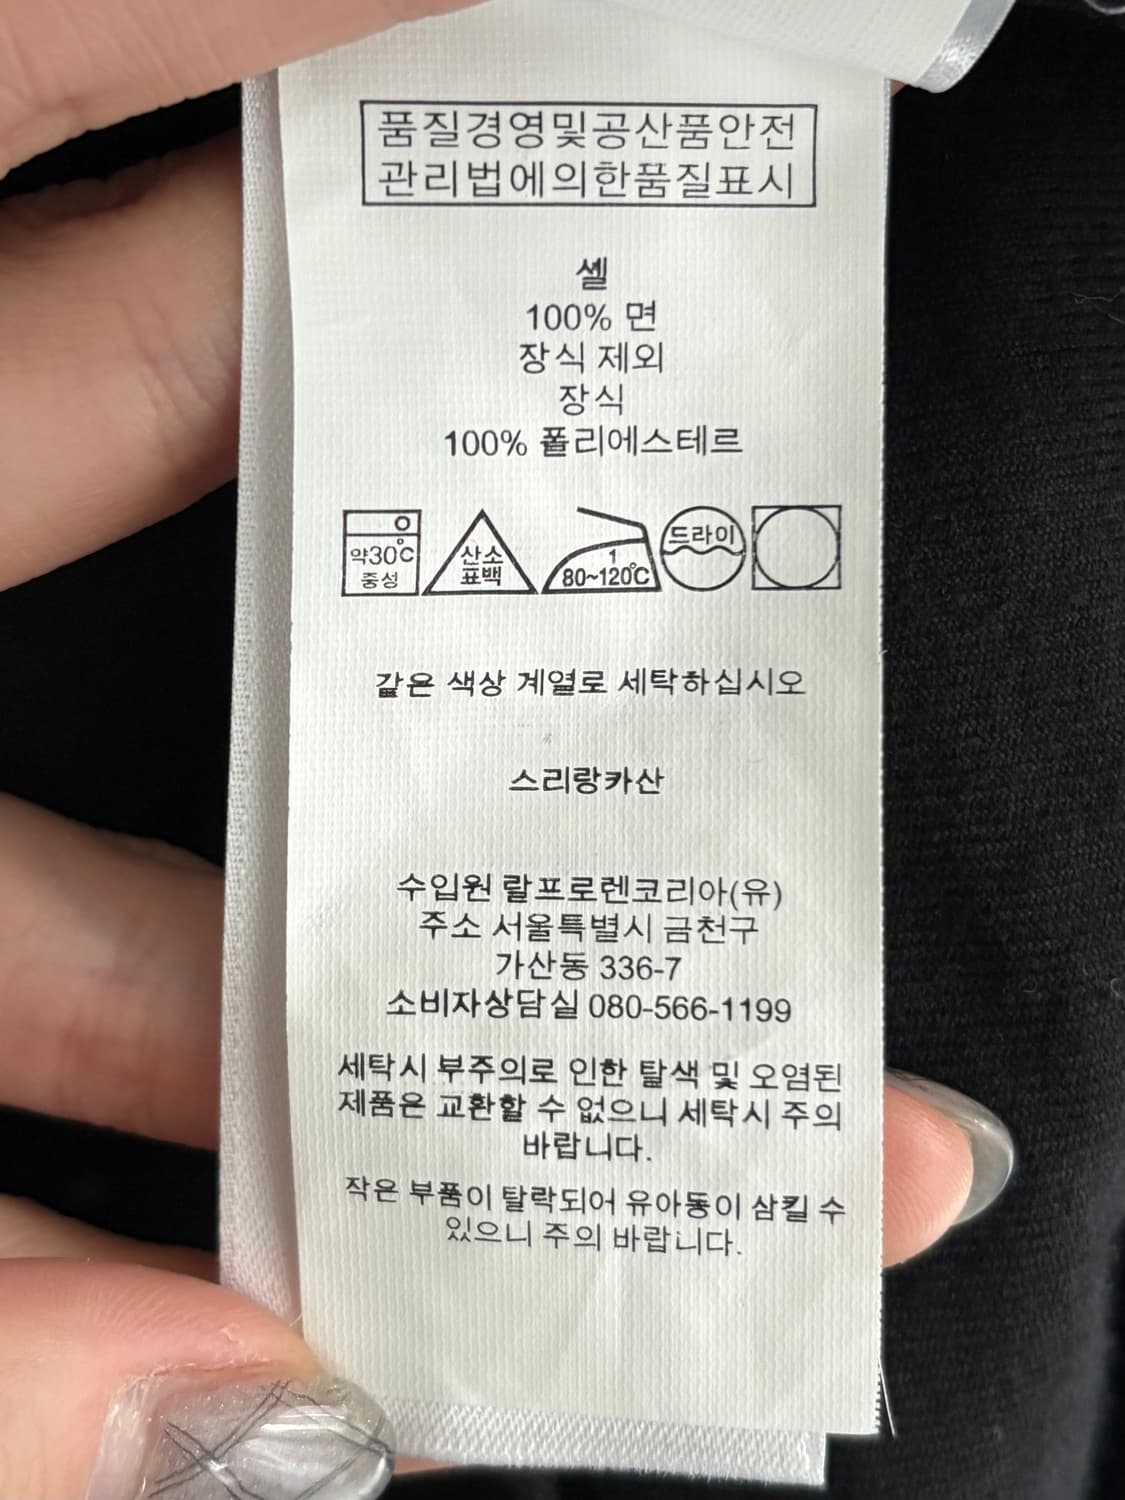 품질경영및공산품안전
관리법에의한품질표시
쉘
100% 면
장식 제외
장식
100% 폴리에스테르
약30℃
중성
산소
표백
1
80~120℃
드라이
같은 색상 계열로 세탁하십시오
스리랑카산
수입원 랄프로렌코리아(유)
주소 서울특별시 금천구
가산동 336-7
소비자상담실 080-566-1199
세탁시 부주의로 인한 탈색 및 오염된
제품은 교환할 수 없으니 세탁시 주의
바랍니다.
작은 부품이 탈락되어 유아동이 삼킬 수
있으니 주의 바랍니다.